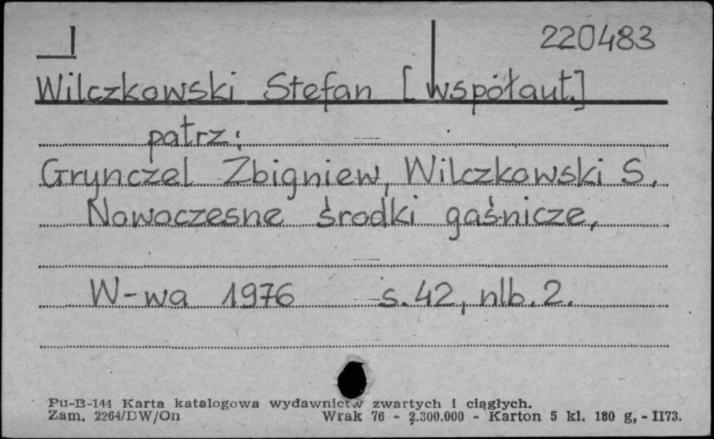 220483
Wilczkowski Stefan [współaut.]
patrz:
Grynczel Zbigniew, Wilczkowski S.
Nowoczesne środki gaśnicze,
W-wa 1976 s. 42, nlb. 2.
Pu-B-144 Karta katalogowa wydawnictw zwartych i ciągłych.
Zam. 2264/DW/On Wrak 76 - 2.300.000 - Karton 5 kl. 180 g, - II73.